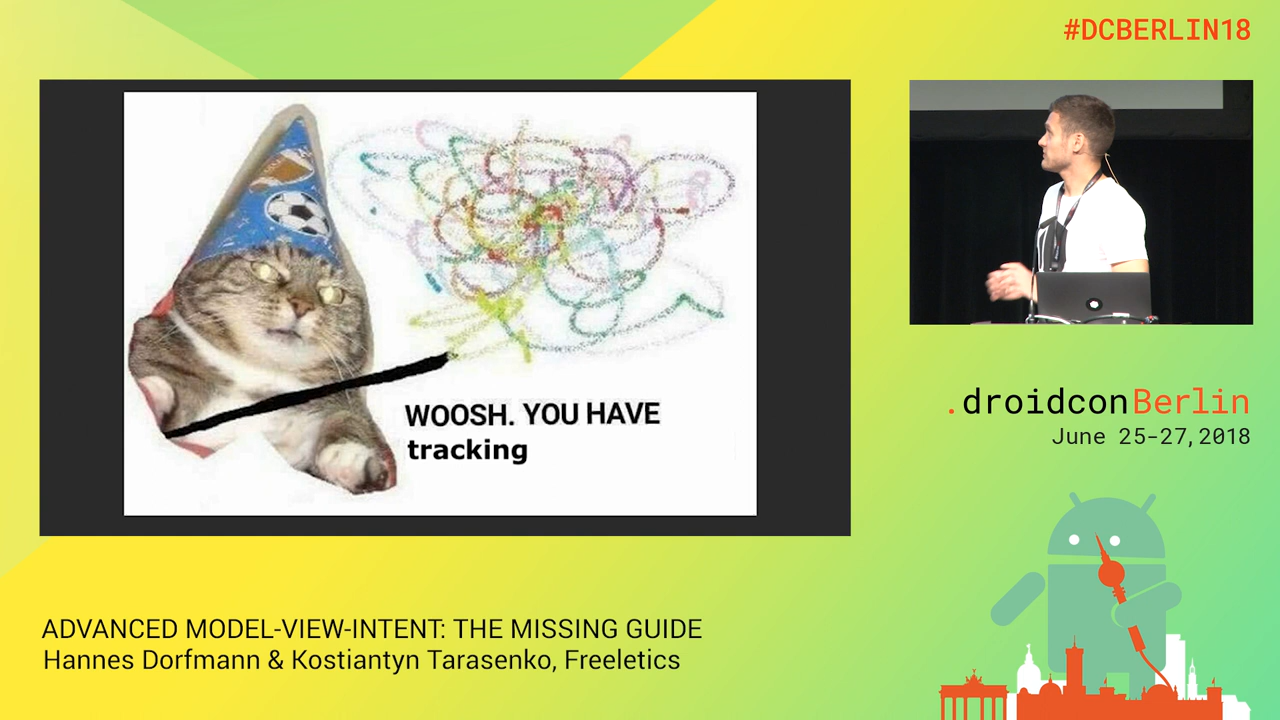 #DCBERLIN18
WOOSH. YOU HAVE
tracking
.droidconBerlin
June 25-27, 2018
ADVANCED MODEL-VIEW-INTENT: THE MISSING GUIDE
Hannes Dorfmann & Kostiantyn Tarasenko, Freeletics